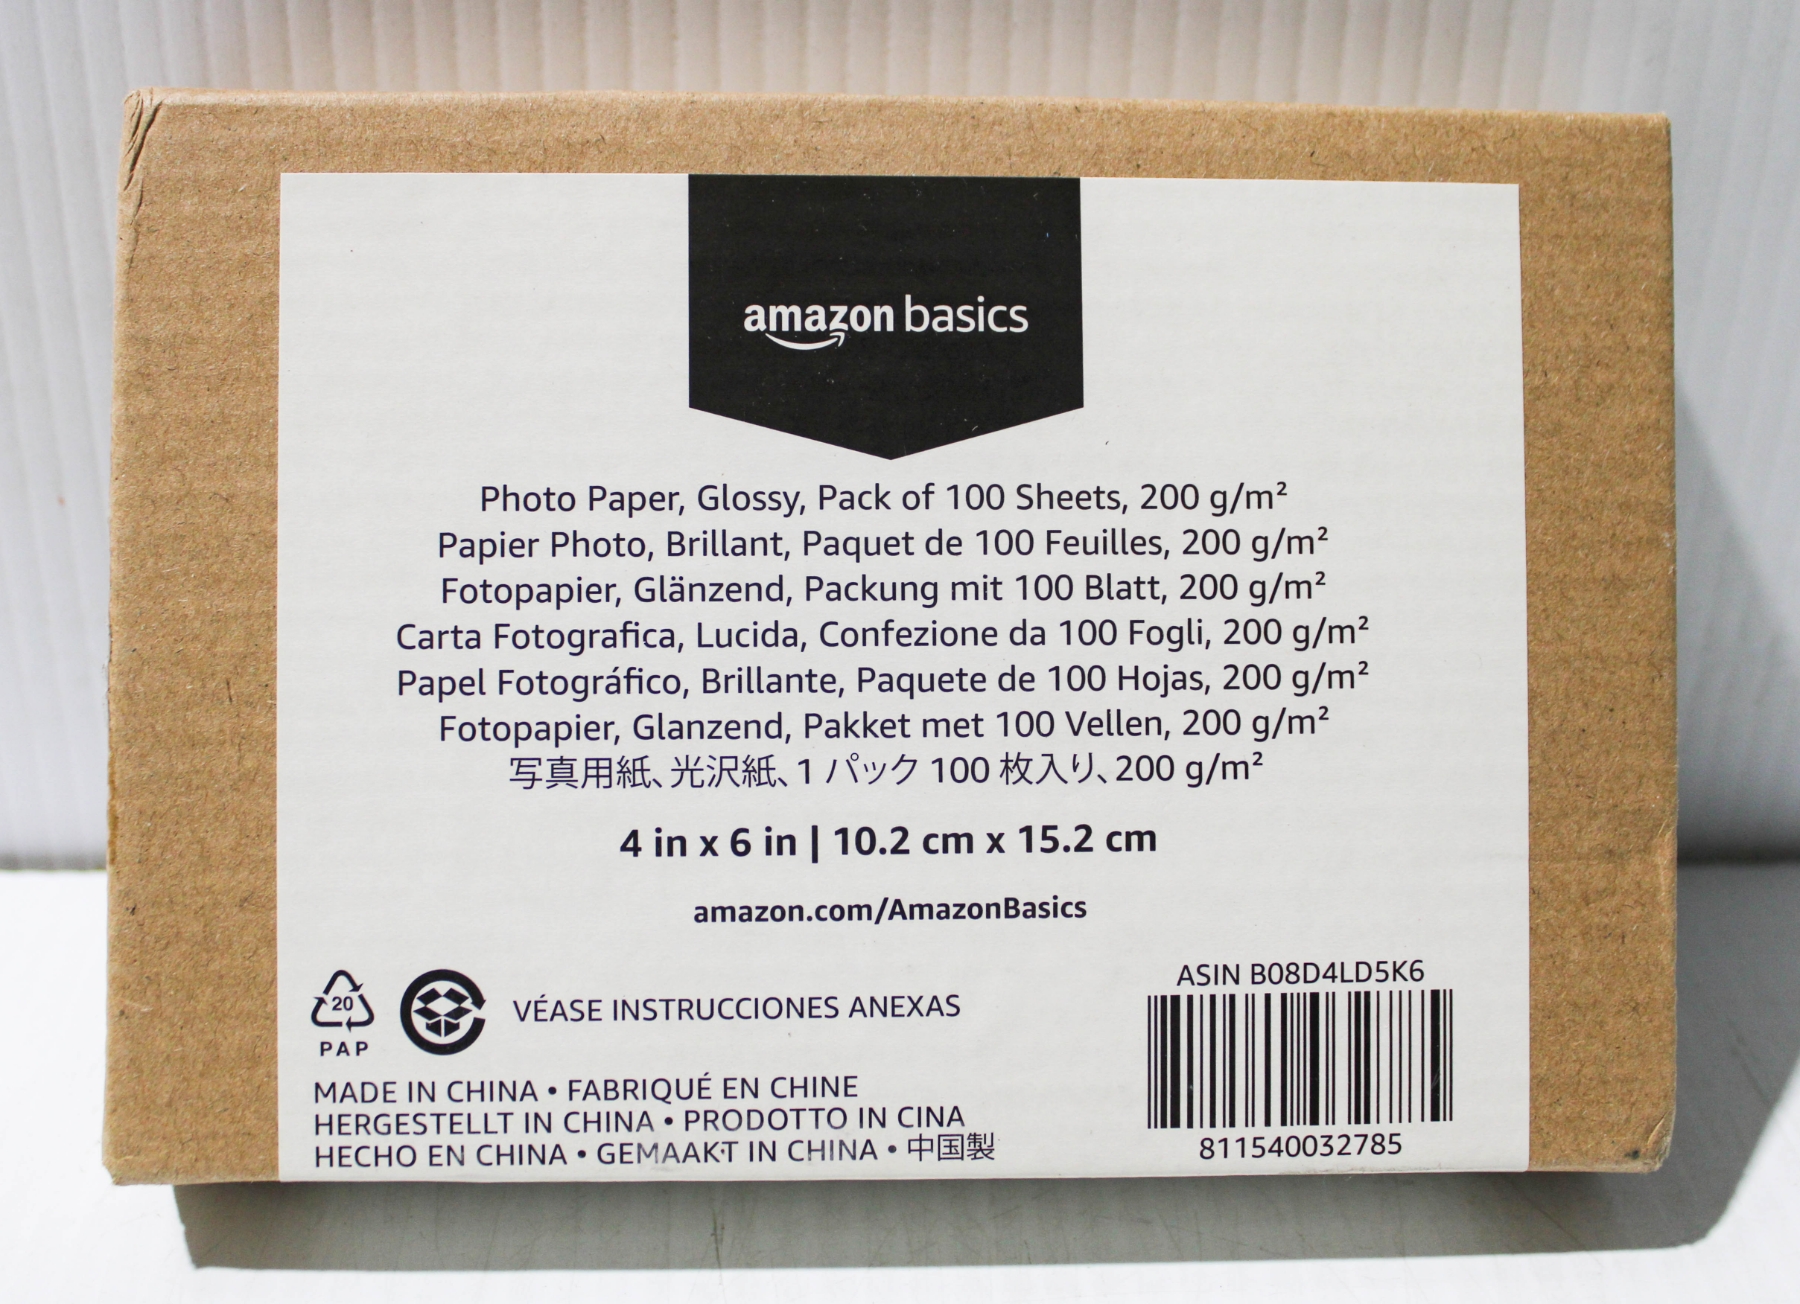 amazon basics
Photo Paper, Glossy, Pack of 100 Sheets, 200 g/m²
Papier Photo, Brillant, Paquet de 100 Feuilles, 200 g/m²
Fotopapier, Glänzend, Packung mit 100 Blatt, 200 g/m²
Carta Fotografica, Lucida, Confezione da 100 Fogli, 200 g/m²
Papel Fotográfico, Brillante, Paquete de 100 Hojas, 200 g/m²
Fotopapier, Glanzend, Pakket met 100 Vellen, 200 g/m²
写真用紙、光沢紙、1 パック 100 枚入り、200 g/m²
4 in x 6 in | 10.2 cm x 15.2 cm
amazon.com/AmazonBasics
20
PAP
VÉASE INSTRUCCIONES ANEXAS
MADE IN CHINA • FABRIQUÉ EN CHINE
HERGESTELLT IN CHINA • PRODOTTO IN CINA
HECHO EN CHINA • GEMAAKT IN CHINA • 中国製
ASIN B08D4LD5K6
811540032785